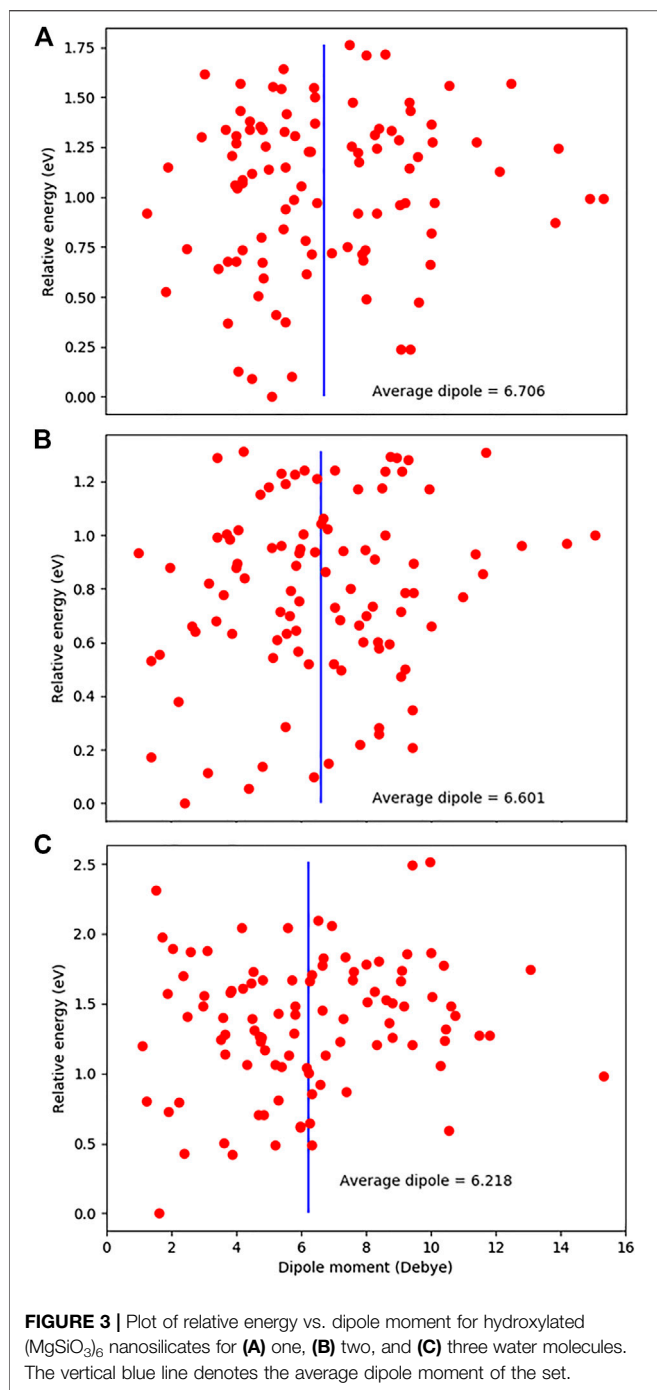 A
1.75
1.50
1.25
1.00
0.75
0.50
0.25
0.00
Relative energy (eV)
Average dipole = 6.706
B
1.2
1.0
0.8
0.6
0.4
0.2
0.0
Relative energy (eV)
Average dipole = 6.601
C
2.5
2.0
1.5
1.0
0.5
0.0
Relative energy (eV)
Average dipole = 6.218
0 2 4 6 8 10 12 14 16
Dipole moment (Debye)
FIGURE 3 | Plot of relative energy vs. dipole moment for hydroxylated
(MgSiO₃)₆ nanosilicates for (A) one, (B) two, and (C) three water molecules.
The vertical blue line denotes the average dipole moment of the set.